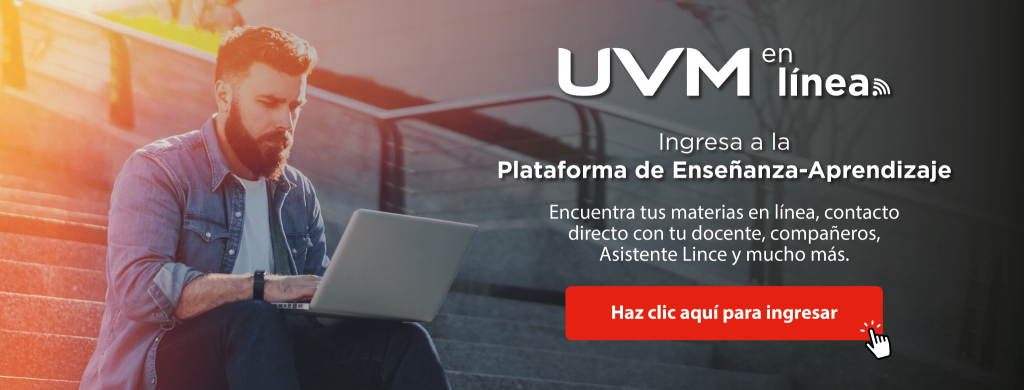 UVM en línea
Ingresa a la
Plataforma de Enseñanza-Aprendizaje
Encuentra tus materias en línea, contacto
directo con tu docente, compañeros,
Asistente Lince y mucho más.
Haz clic aquí para ingresar